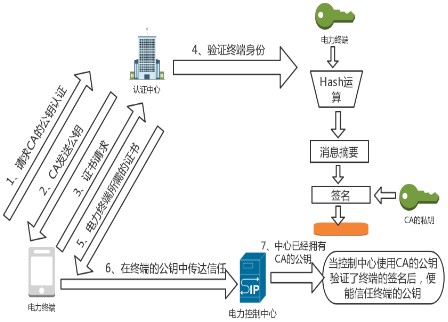 4、验证终端身份
电力终端
认证中心
Hash运
算
1、请求CA的公钥认证
2、CA发送公钥
3、证书请求
5、电力终端所需的证书
消息摘要
签名
CA的私钥
7、中心已经拥有
CA的公钥
6、在终端的公钥中传达信任
SIP
当控制中心使用CA的公钥
验证了终端的签名后，便
能信任终端的公钥
电力终端
电力控制中心